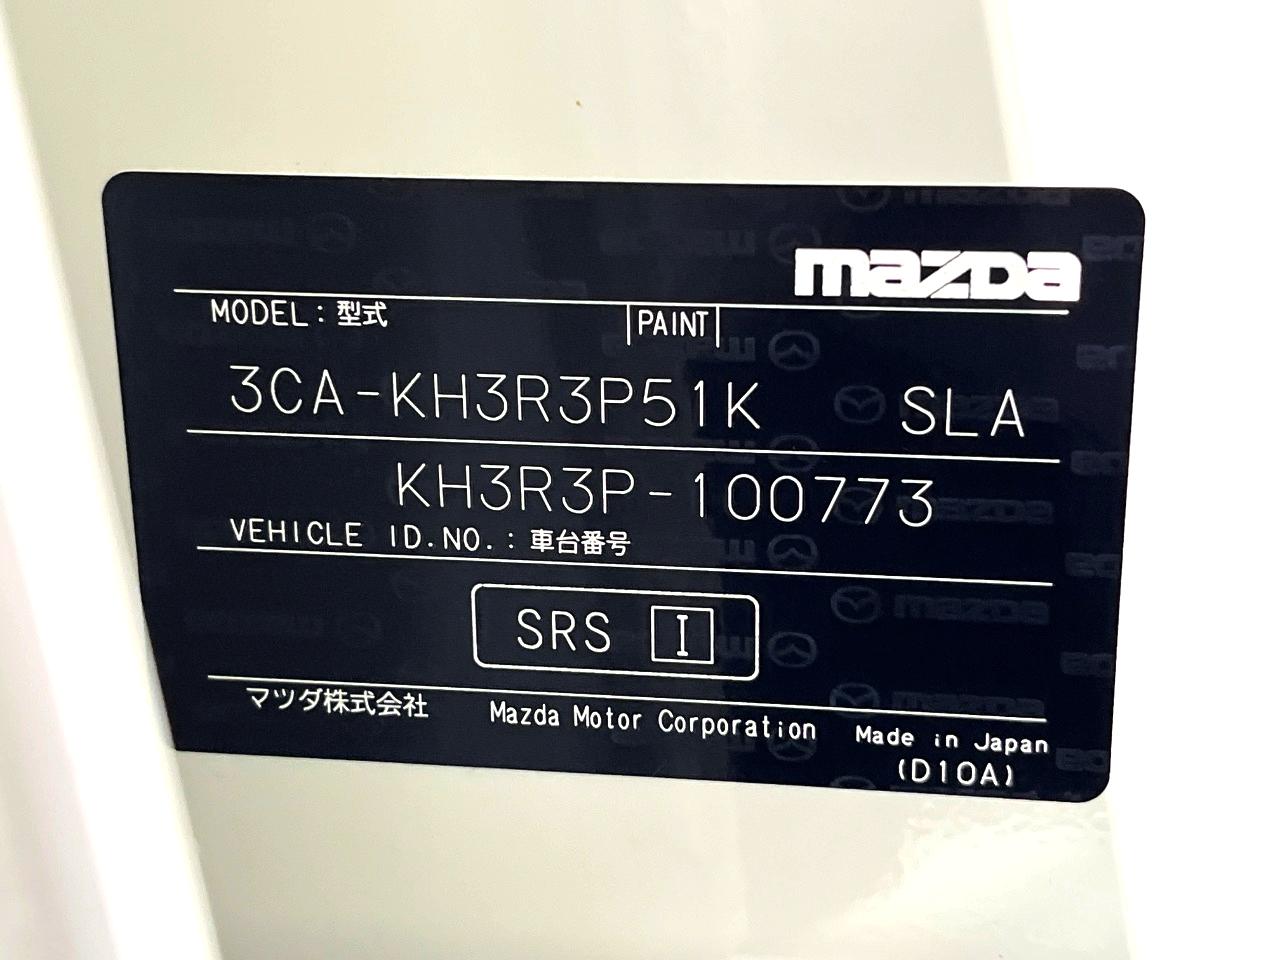 mazda
MODEL：型式 PAINT
3CA-KH3R3P51K SLA
KH3R3P-100773
VEHICLE ID.NO.：車台番号
SRS I
マツダ株式会社 Mazda Motor Corporation Made in Japan
(D10A)